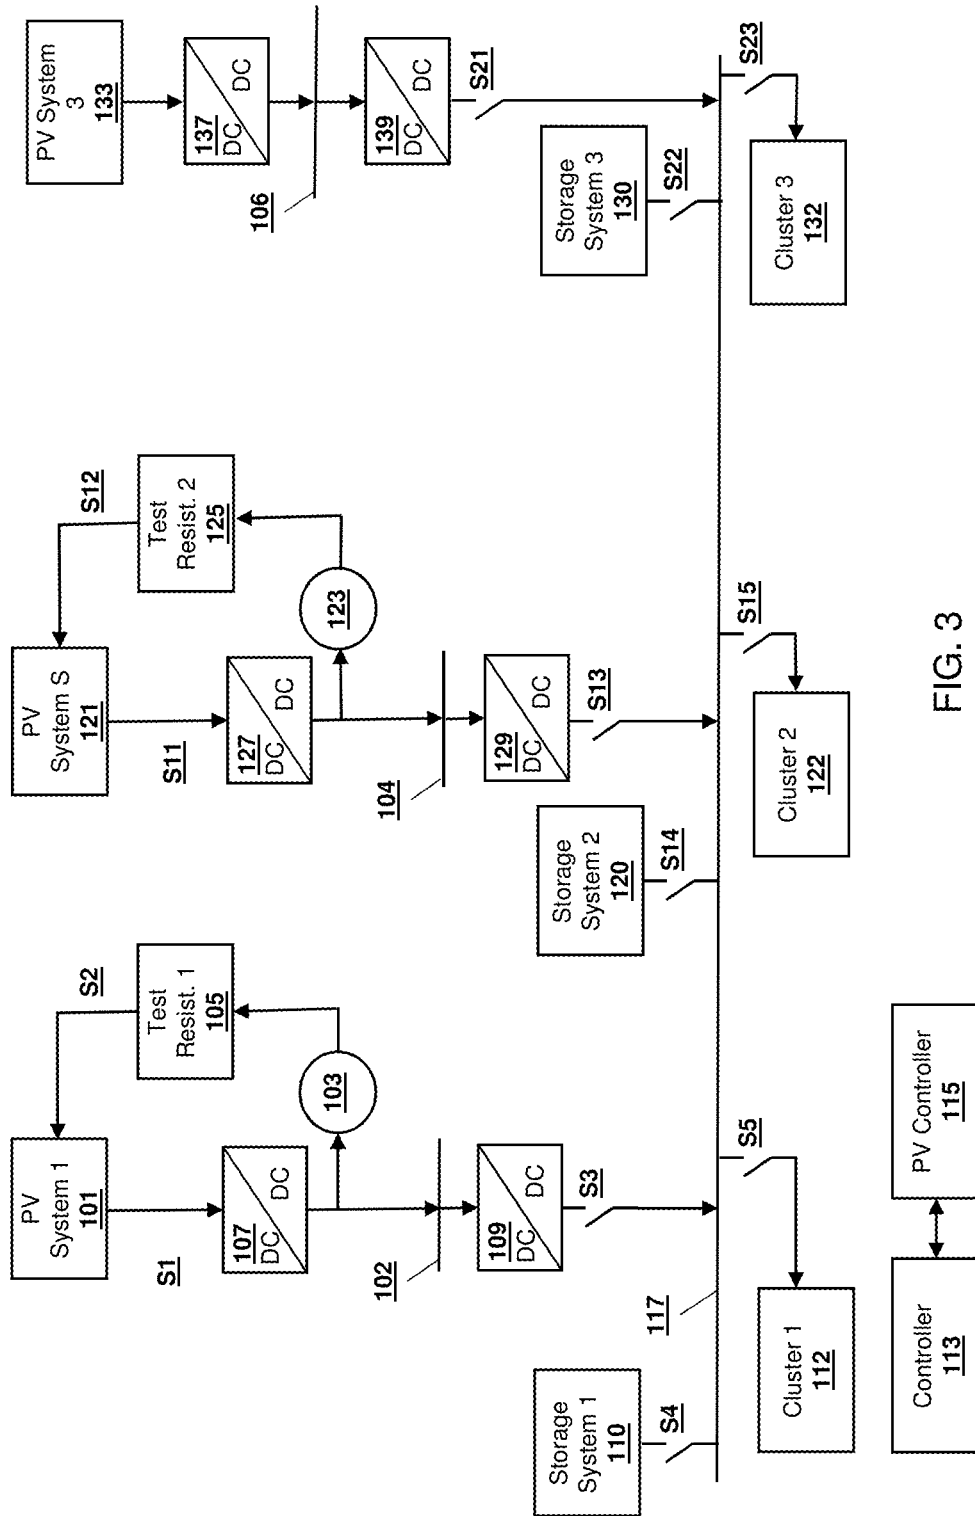 PV
System 1
101
S1
107
DC
DC
103
Test
Resist. 1
105
S2
102
109
DC
DC
S3
Storage
System 1
110
S4
117
S5
Cluster 1
112
PV
System S
121
S11
127
DC
DC
123
Test
Resist. 2
125
S12
104
129
DC
DC
S13
Storage
System 2
120
S14
S15
Cluster 2
122
PV System
3
133
137
DC
DC
106
139
DC
DC
S21
Storage
System 3
130
S22
S23
Cluster 3
132
Controller
113
PV Controller
115
FIG. 3